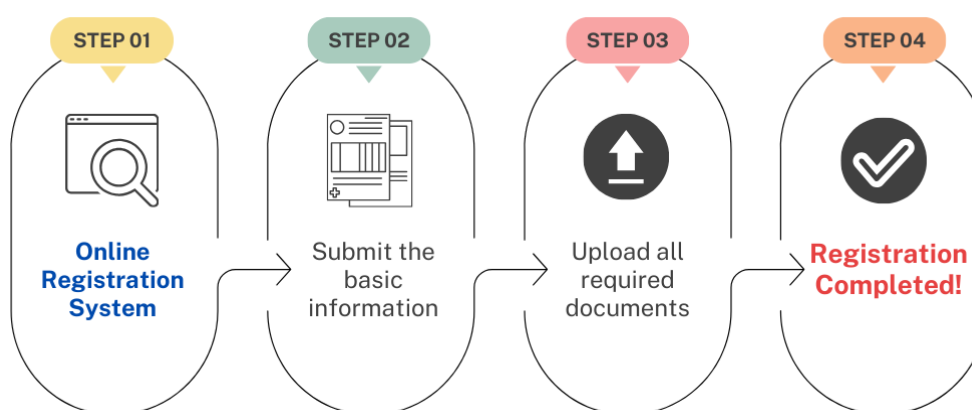 STEP 01
Online
Registration
System
STEP 02
Submit the
basic
information
STEP 03
Upload all
required
documents
STEP 04
Registration
Completed!